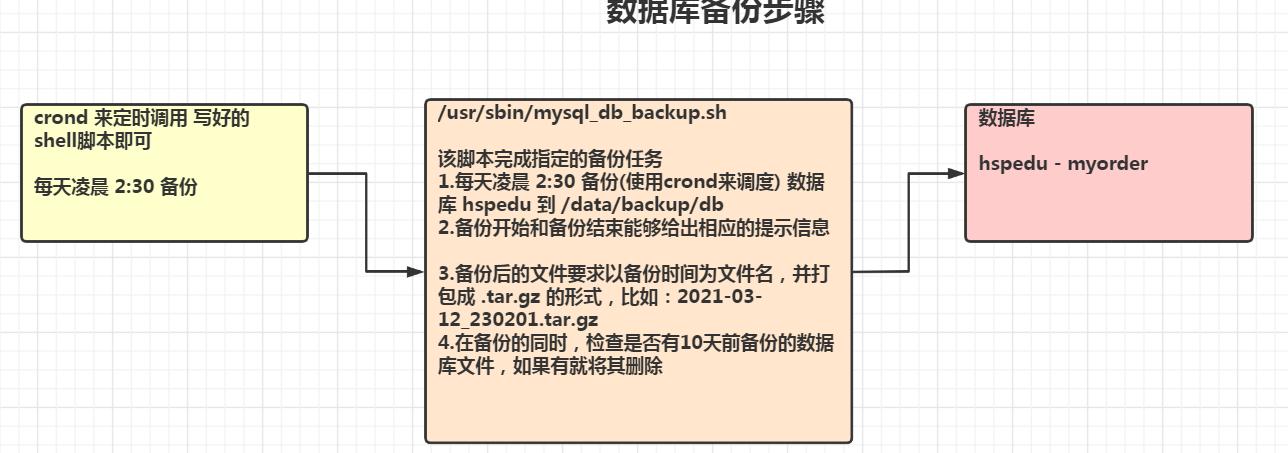 数据库备份步骤
crond 来定时调用 写好的
shell脚本即可
每天凌晨 2:30 备份
/usr/sbin/mysql_db_backup.sh
该脚本完成指定的备份任务
1.每天凌晨 2:30 备份(使用crond来调度) 数据
库 hspedu 到 /data/backup/db
2.备份开始和备份结束能够给出相应的提示信息
3.备份后的文件要求以备份时间为文件名，并打
包成 .tar.gz 的形式，比如：2021-03-
12_230201.tar.gz
4.在备份的同时，检查是否有10天前备份的数据
库文件，如果有就将其删除
数据库
hspedu - myorder